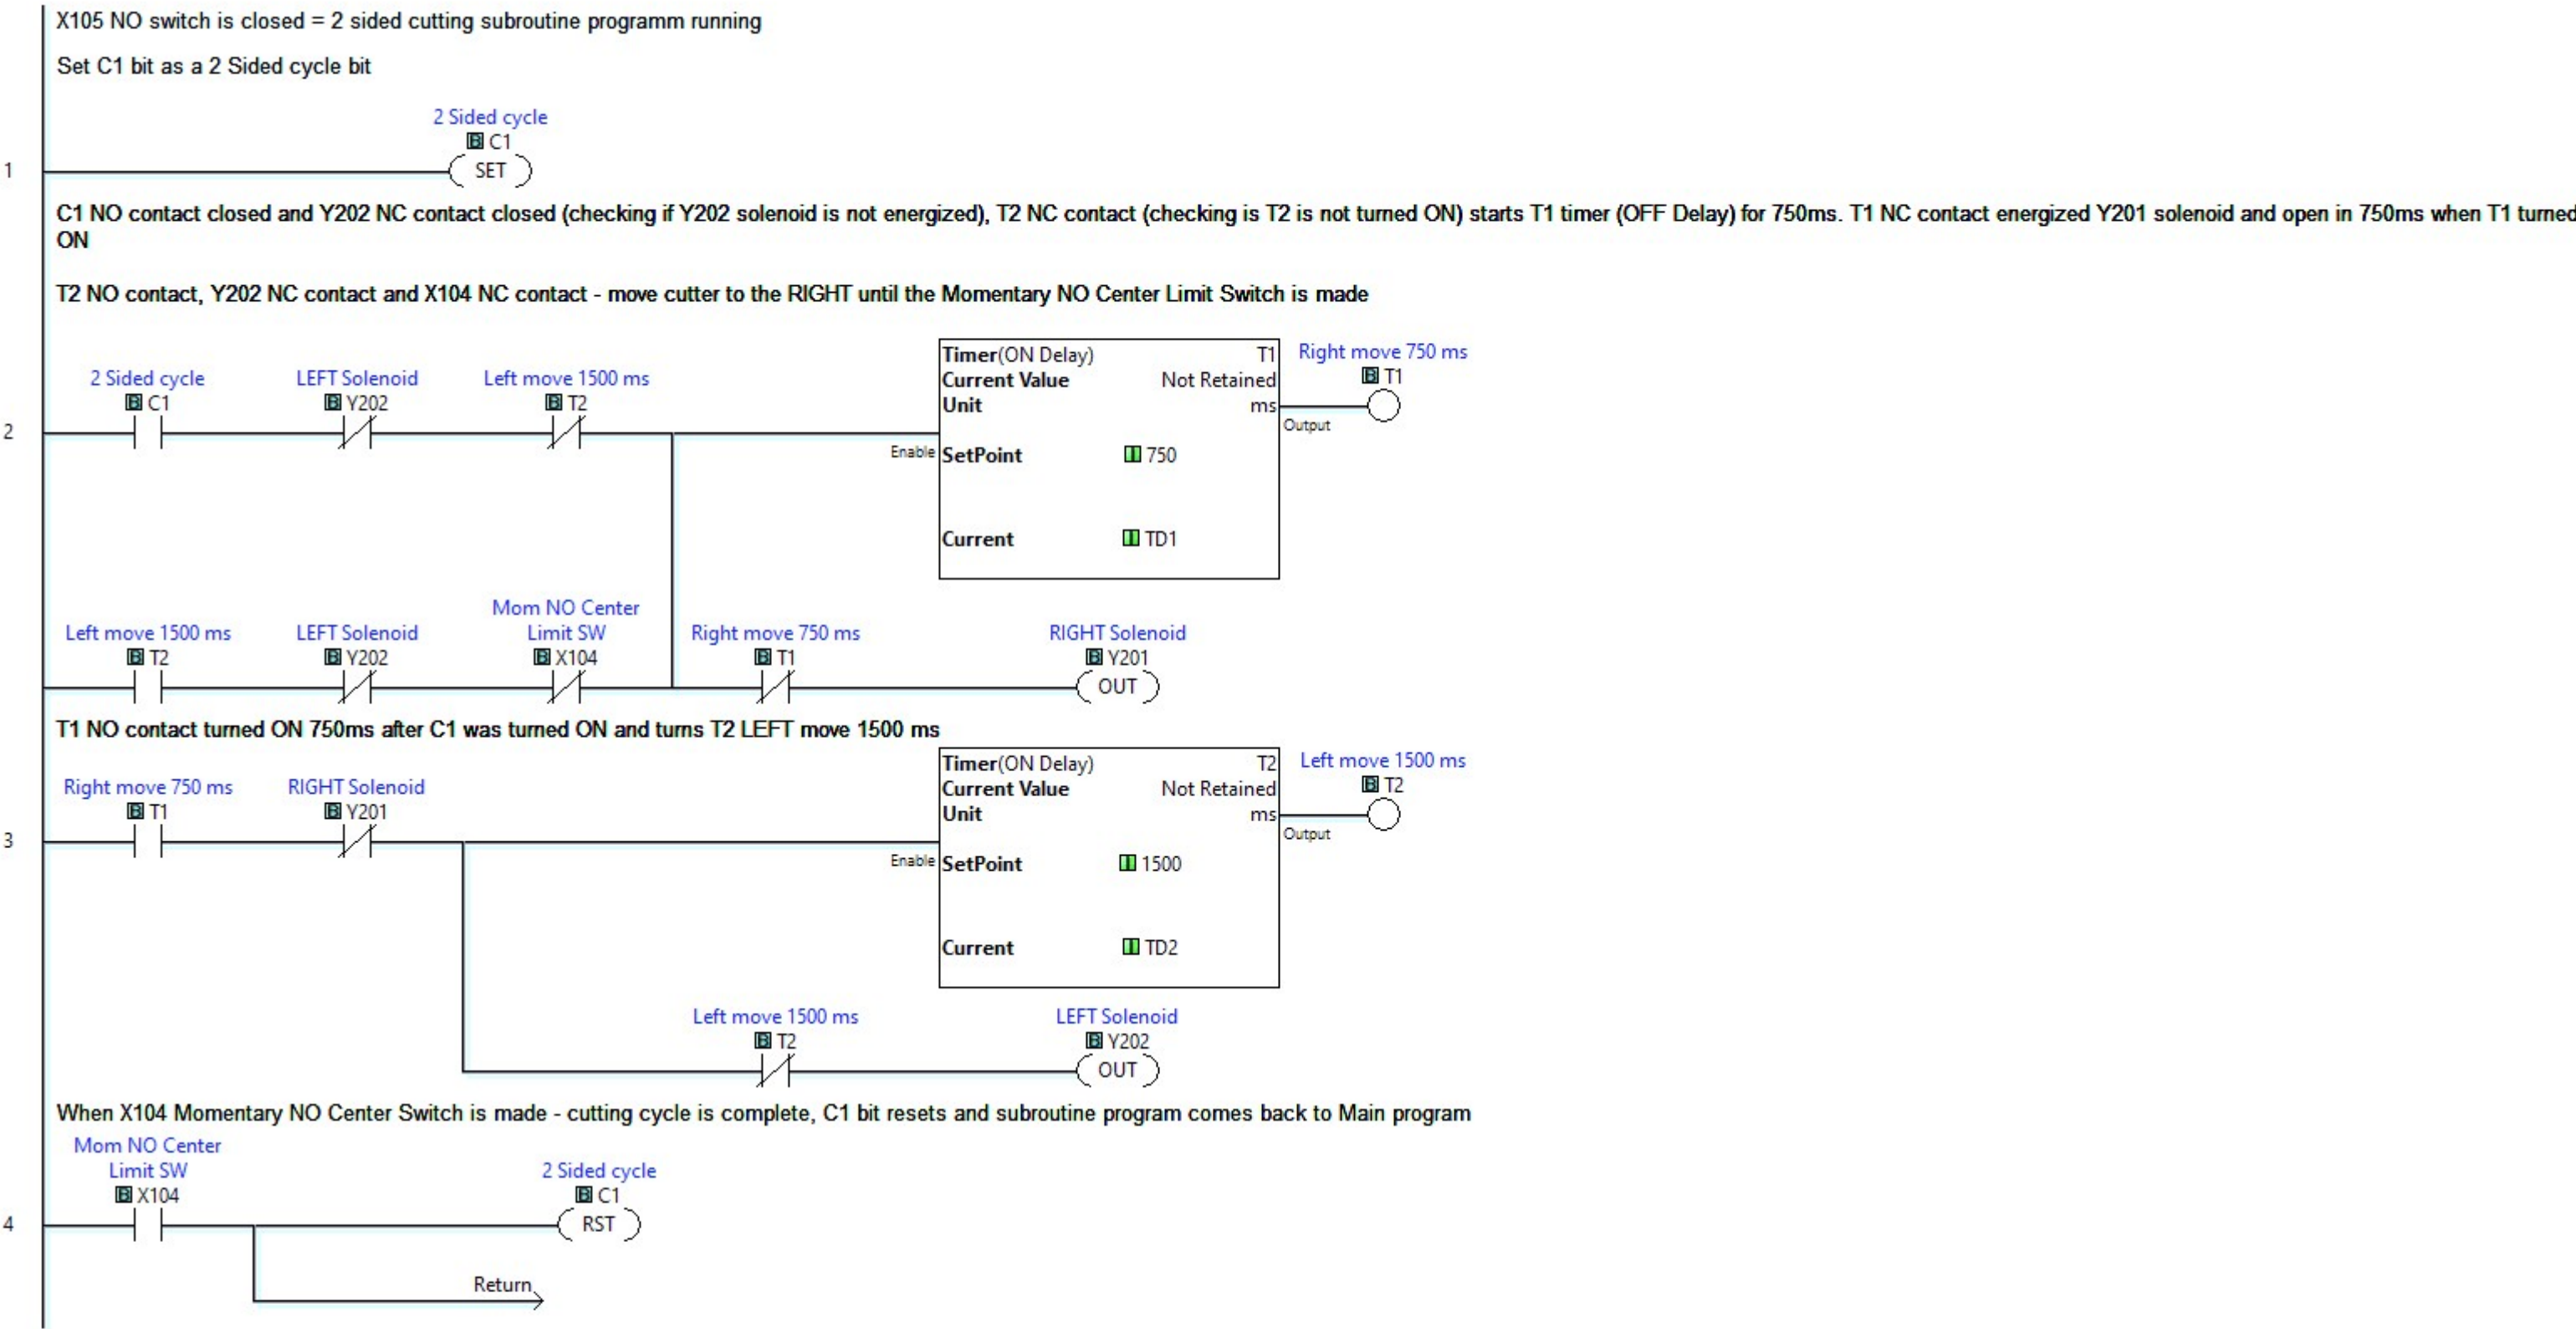 X105 NO switch is closed = 2 sided cutting subroutine programm running
Set C1 bit as a 2 Sided cycle bit
2 Sided cycle
B C1
1
SET
C1 NO contact closed and Y202 NC contact closed (checking if Y202 solenoid is not energized), T2 NC contact (checking is T2 is not turned ON) starts T1 timer (OFF Delay) for 750ms. T1 NC contact energized Y201 solenoid and open in 750ms when T1 turned
ON
T2 NO contact, Y202 NC contact and X104 NC contact - move cutter to the RIGHT until the Momentary NO Center Limit Switch is made
2 Sided cycle
B C1
LEFT Solenoid
B Y202
Left move 1500 ms
B T2
2
Timer(ON Delay) T1
Current Value Not Retained
Unit ms
Enable
SetPoint 750
Current TD1
Right move 750 ms
B T1
Output
Left move 1500 ms
B T2
LEFT Solenoid
B Y202
Mom NO Center
Limit SW
B X104
Right move 750 ms
B T1
RIGHT Solenoid
B Y201
OUT
T1 NO contact turned ON 750ms after C1 was turned ON and turns T2 LEFT move 1500 ms
Right move 750 ms
B T1
RIGHT Solenoid
B Y201
3
Timer(ON Delay) T2
Current Value Not Retained
Unit ms
Enable
SetPoint 1500
Current TD2
Left move 1500 ms
B T2
Output
Left move 1500 ms
B T2
LEFT Solenoid
B Y202
OUT
When X104 Momentary NO Center Switch is made - cutting cycle is complete, C1 bit resets and subroutine program comes back to Main program
Mom NO Center
Limit SW
B X104
2 Sided cycle
B C1
4
RST
Return